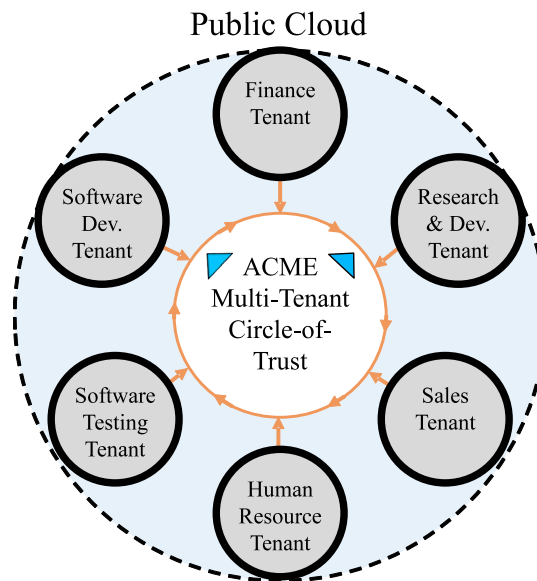 Public Cloud
Finance
Tenant
Software
Dev.
Tenant
Research
& Dev.
Tenant
ACME
Multi-Tenant
Circle-of-
Trust
Software
Testing
Tenant
Sales
Tenant
Human
Resource
Tenant